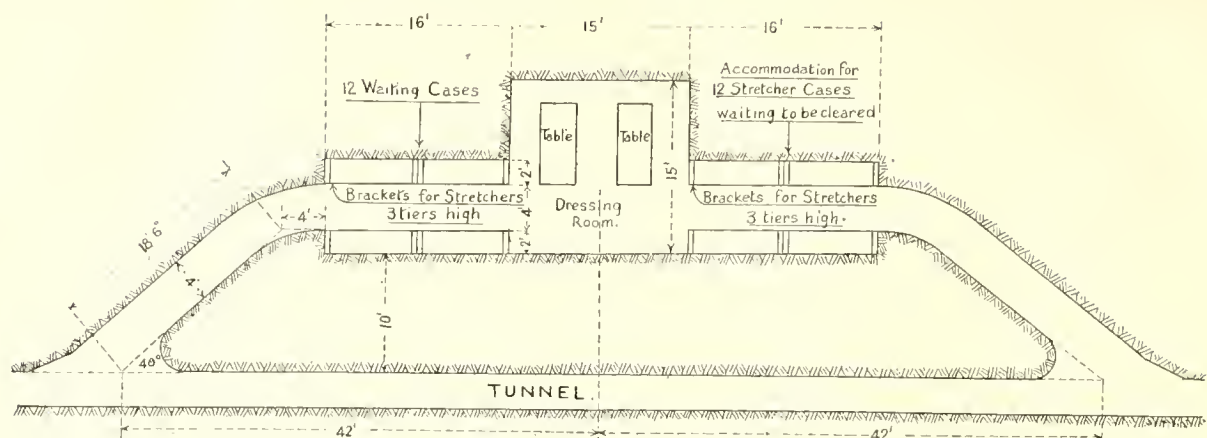 16' 15' 16'
12 Waiting Cases
Accommodation for
12 Stretcher Cases
waiting to be cleared
Table Table
2' 15'
Brackets for Stretchers
3 tiers high
4'
Dressing
Room.
Brackets for Stretchers
3 tiers high.
4'
2'
18'6"
4'
10'
40°
TUNNEL.
42' 42'